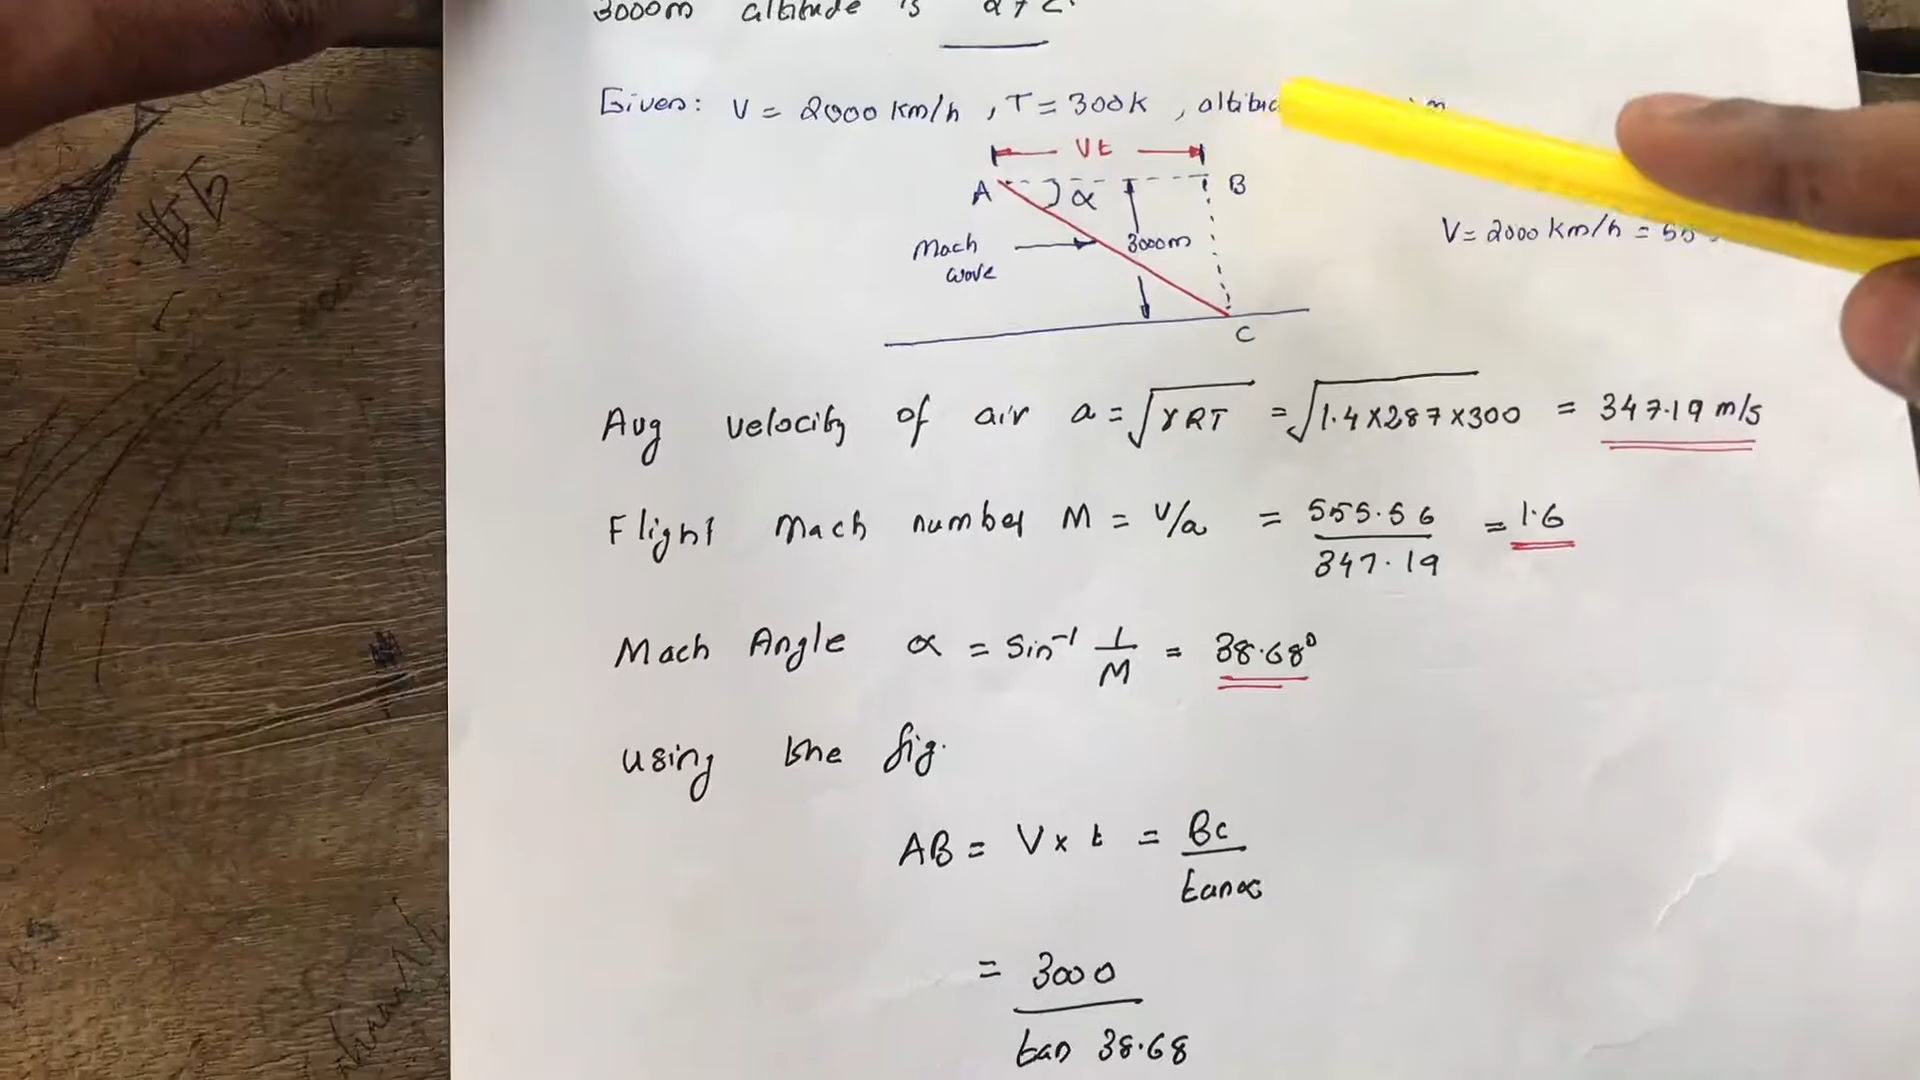 3000m altitude is 27°C.
Given: V = 2000 km/h , T = 300k ,
Vt
A α B
Mach wave
3000m
V = 2000 km/h =
C
Avg velocity of air a = √γRT = √1.4×287×300 = 347.19 m/s
Flight Mach number M = V/a = 555.56/347.19 = 1.6
Mach Angle α = Sin⁻¹ 1/M = 38.68°
using the fig.
AB = V× t = BC/tanα
= 3000/tan 38.68